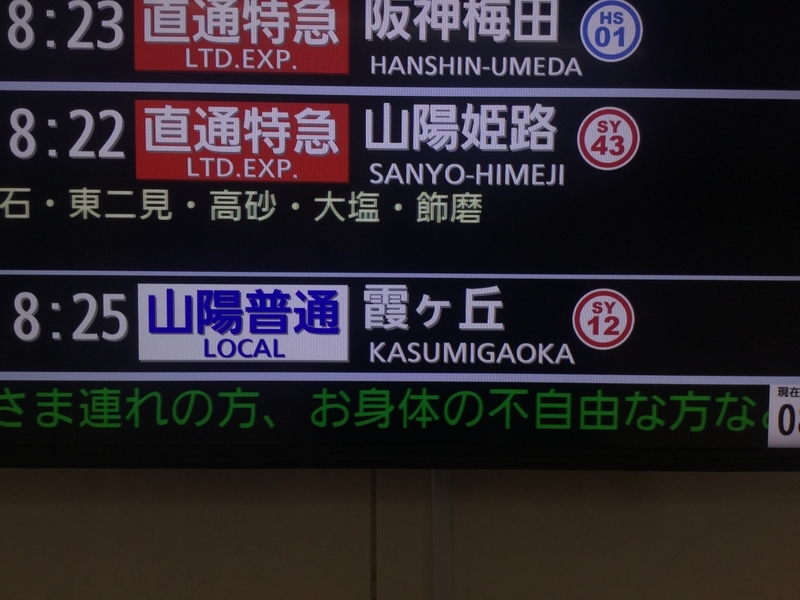 8:23 直通特急 阪神梅田 HS
LTD.EXP. HANSHIN-UMEDA 01
8:22 直通特急 山陽姫路 SY
LTD.EXP. SANYO-HIMEJI 43
石・東二見・高砂・大塩・飾磨
8:25 山陽普通 霞ヶ丘 SY
LOCAL KASUMIGAOKA 12
さま連れの方、お身体の不自由な方な
現在